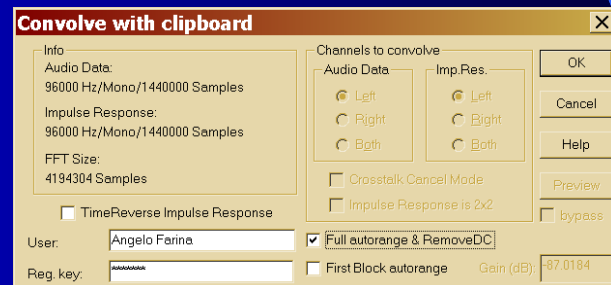 Convolve with clipboard
Info
Audio Data:
96000 Hz/Mono/1440000 Samples
Impulse Response:
96000 Hz/Mono/1440000 Samples
FFT Size:
4194304 Samples
TimeReverse Impulse Response
User: Angelo Farina
Reg. key: *******
Channels to convolve
Audio Data
Left
Right
Both
Imp.Res.
Left
Right
Both
Crosstalk Cancel Mode
Impulse Response is 2x2
Full autorange & RemoveDC
First Block autorange Gain (dB): -87.0184
OK
Cancel
Help
Preview
bypass